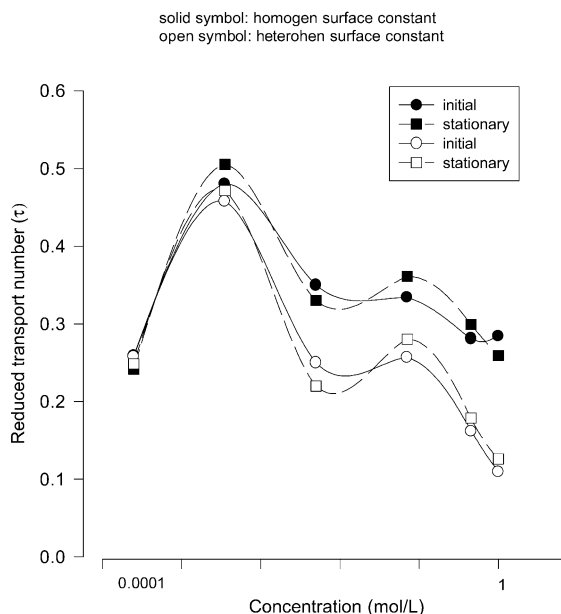 solid symbol: homogen surface constant
open symbol: heterohen surface constant
0.6
0.5
0.4
0.3
0.2
0.1
0.0
Reduced transport number (τ)
initial
stationary
initial
stationary
0.0001
1
Concentration (mol/L)